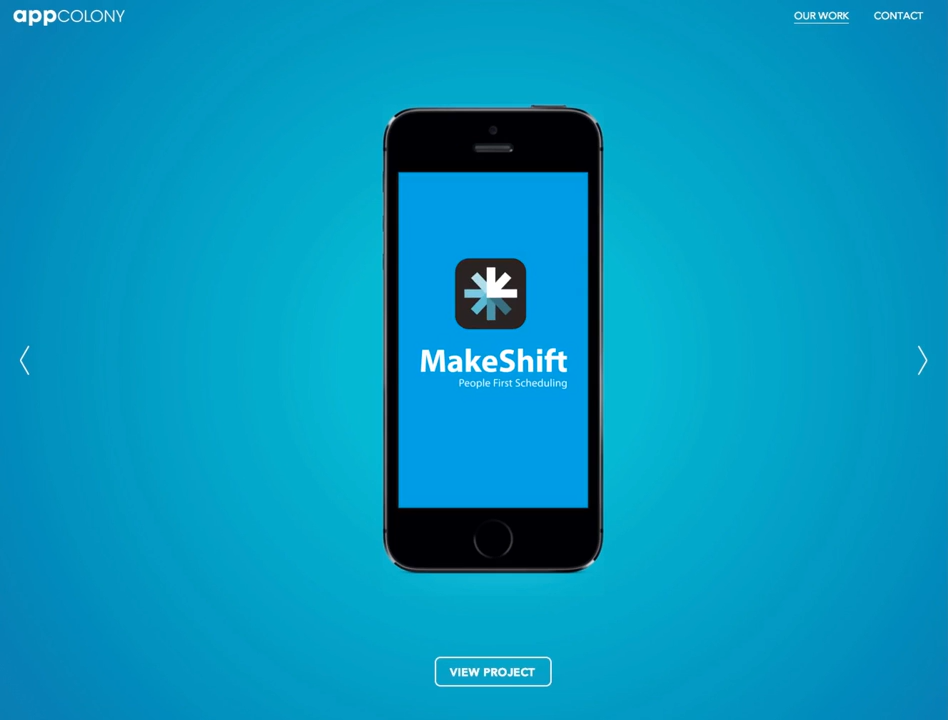 appCOLONY
OUR WORK
CONTACT
MakeShift
People First Scheduling
VIEW PROJECT